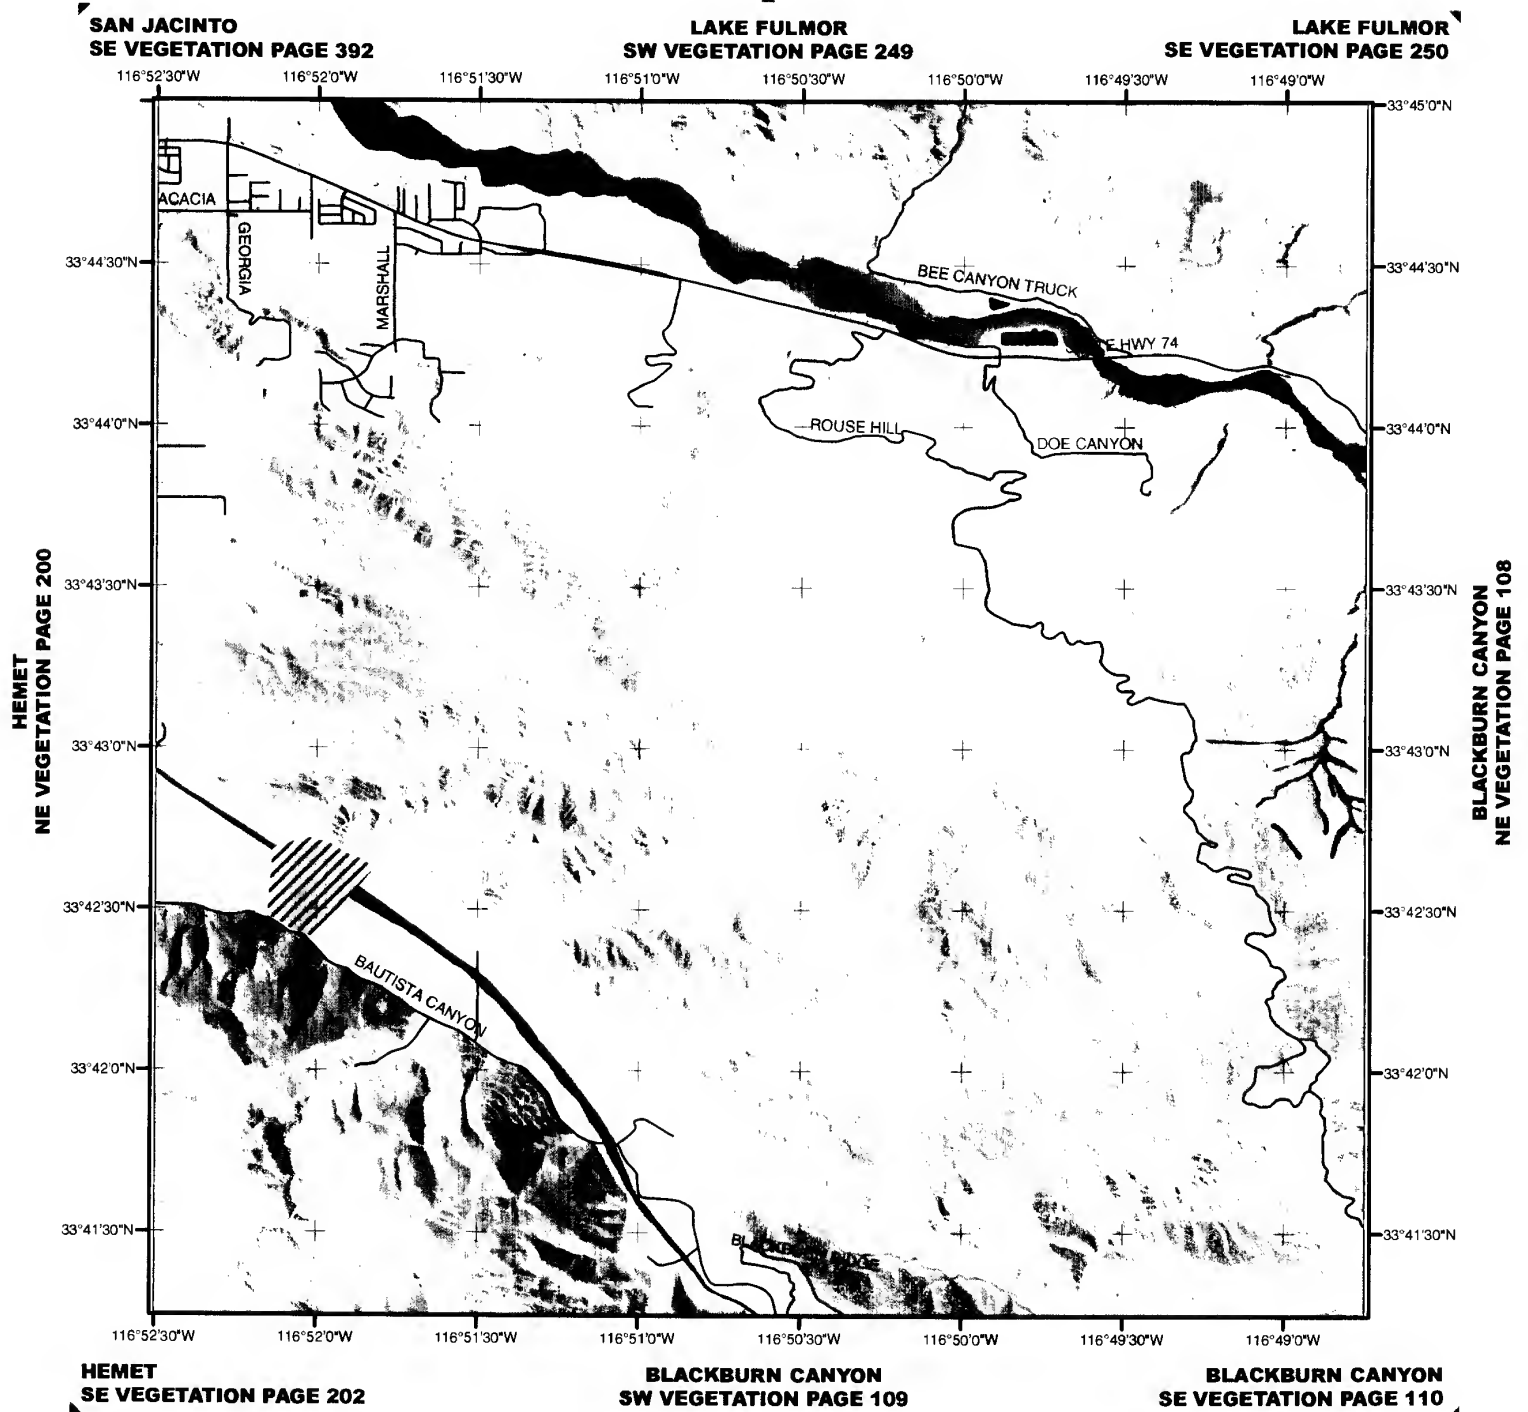 SAN JACINTO
SE VEGETATION PAGE 392
LAKE FULMOR
SW VEGETATION PAGE 249
LAKE FULMOR
SE VEGETATION PAGE 250
116°52'30"W 116°52'0"W 116°51'30"W 116°51'0"W 116°50'30"W 116°50'0"W 116°49'30"W 116°49'0"W
33°45'0"N
ACACIA
GEORGIA
MARSHALL
33°44'30"N
BEE CANYON TRUCK
33°44'30"N
HWY 74
33°44'0"N
ROUSE HILL
DOE CANYON
33°44'0"N
HEMET
NE VEGETATION PAGE 200
33°43'30"N
33°43'30"N
BLACKBURN CANYON
NE VEGETATION PAGE 108
33°43'0"N
33°43'0"N
33°42'30"N
33°42'30"N
BAUTISTA CANYON
33°42'0"N
33°42'0"N
33°41'30"N
BLACKBURN RIDGE
33°41'30"N
116°52'30"W 116°52'0"W 116°51'30"W 116°51'0"W 116°50'30"W 116°50'0"W 116°49'30"W 116°49'0"W
HEMET
SE VEGETATION PAGE 202
BLACKBURN CANYON
SW VEGETATION PAGE 109
BLACKBURN CANYON
SE VEGETATION PAGE 110